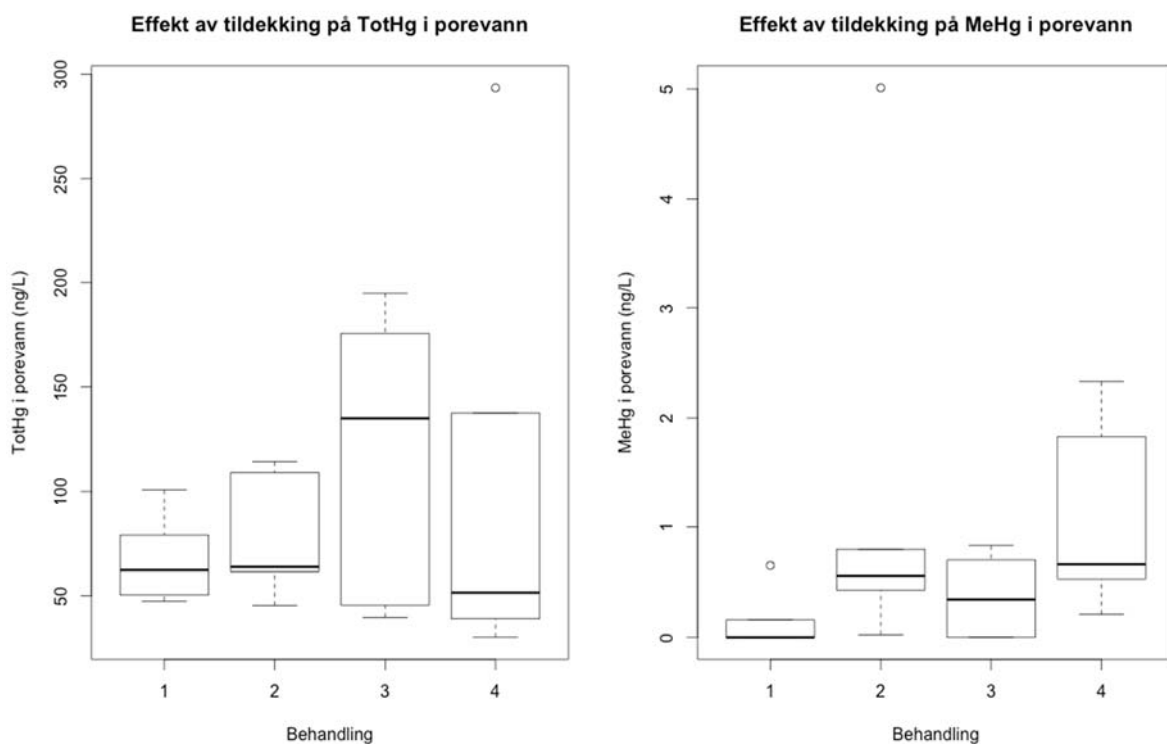 Effekt av tildekking på TotHg i porevann
TotHg i porevann (ng/L)
300
250
200
150
100
50
1 2 3 4
Behandling
Effekt av tildekking på MeHg i porevann
MeHg i porevann (ng/L)
5
4
3
2
1
0
1 2 3 4
Behandling